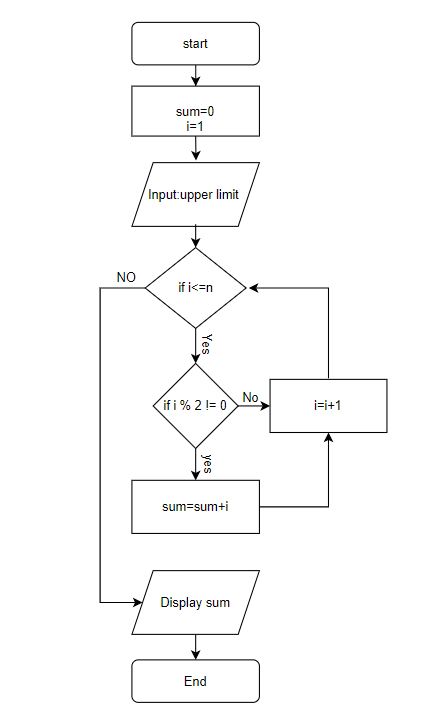 start
sum=0
i=1
Input:upper limit
if i<=n
NO
Yes
if i % 2 != 0
No
i=i+1
yes
sum=sum+i
Display sum
End